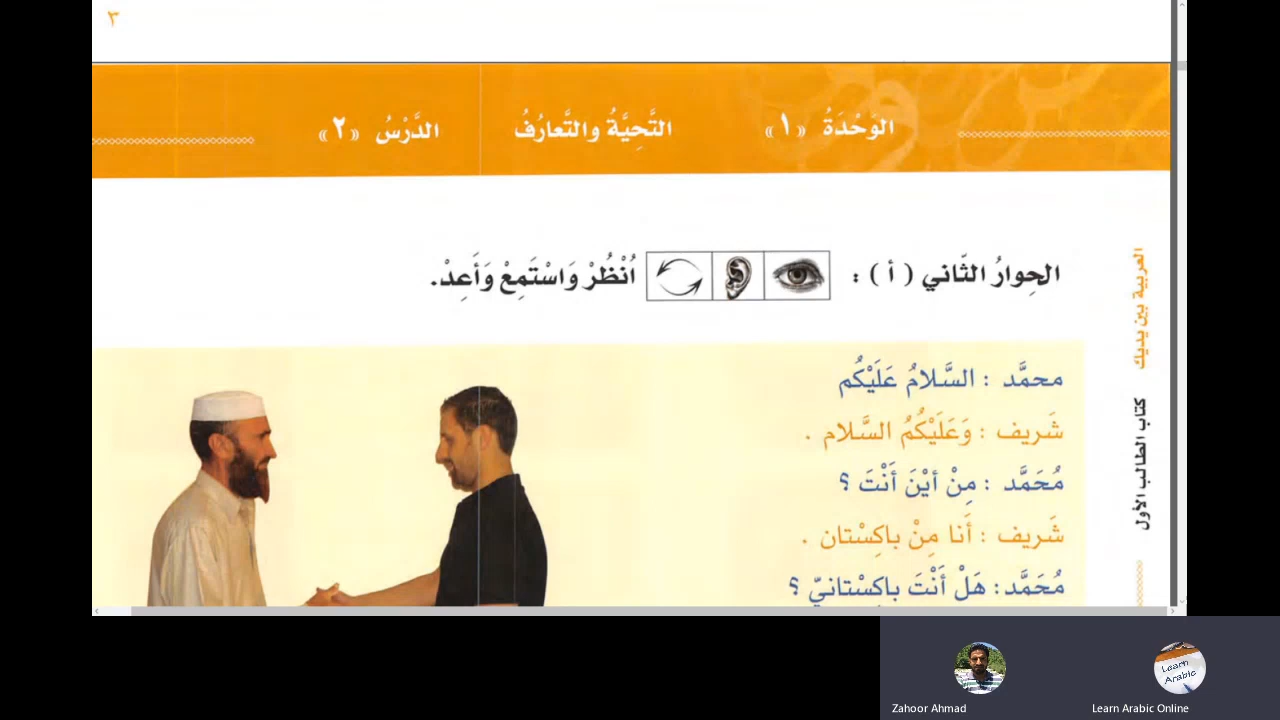 ٣
الوَحْدَةُ «١» التَّحِيَّةُ والتَّعارُفُ الدَّرْسُ «٢»
الحِوارُ الثّاني ( أ ) : اُنْظُرْ وَاسْتَمِعْ وَأَعِدْ.
محمَّد : السَّلامُ عَلَيْكُم
شَريف : وَعَلَيْكُمُ السَّلام .
مُحَمَّد : مِنْ أيْنَ أَنْتَ ؟
شَريف : أَنا مِنْ باكِسْتان .
مُحَمَّد: هَلْ أَنْتَ باكِسْتانيّ ؟
العربية بين يديك
كتاب الطالب الأول
Learn Arabic
Zahoor Ahmad
Learn Arabic Online